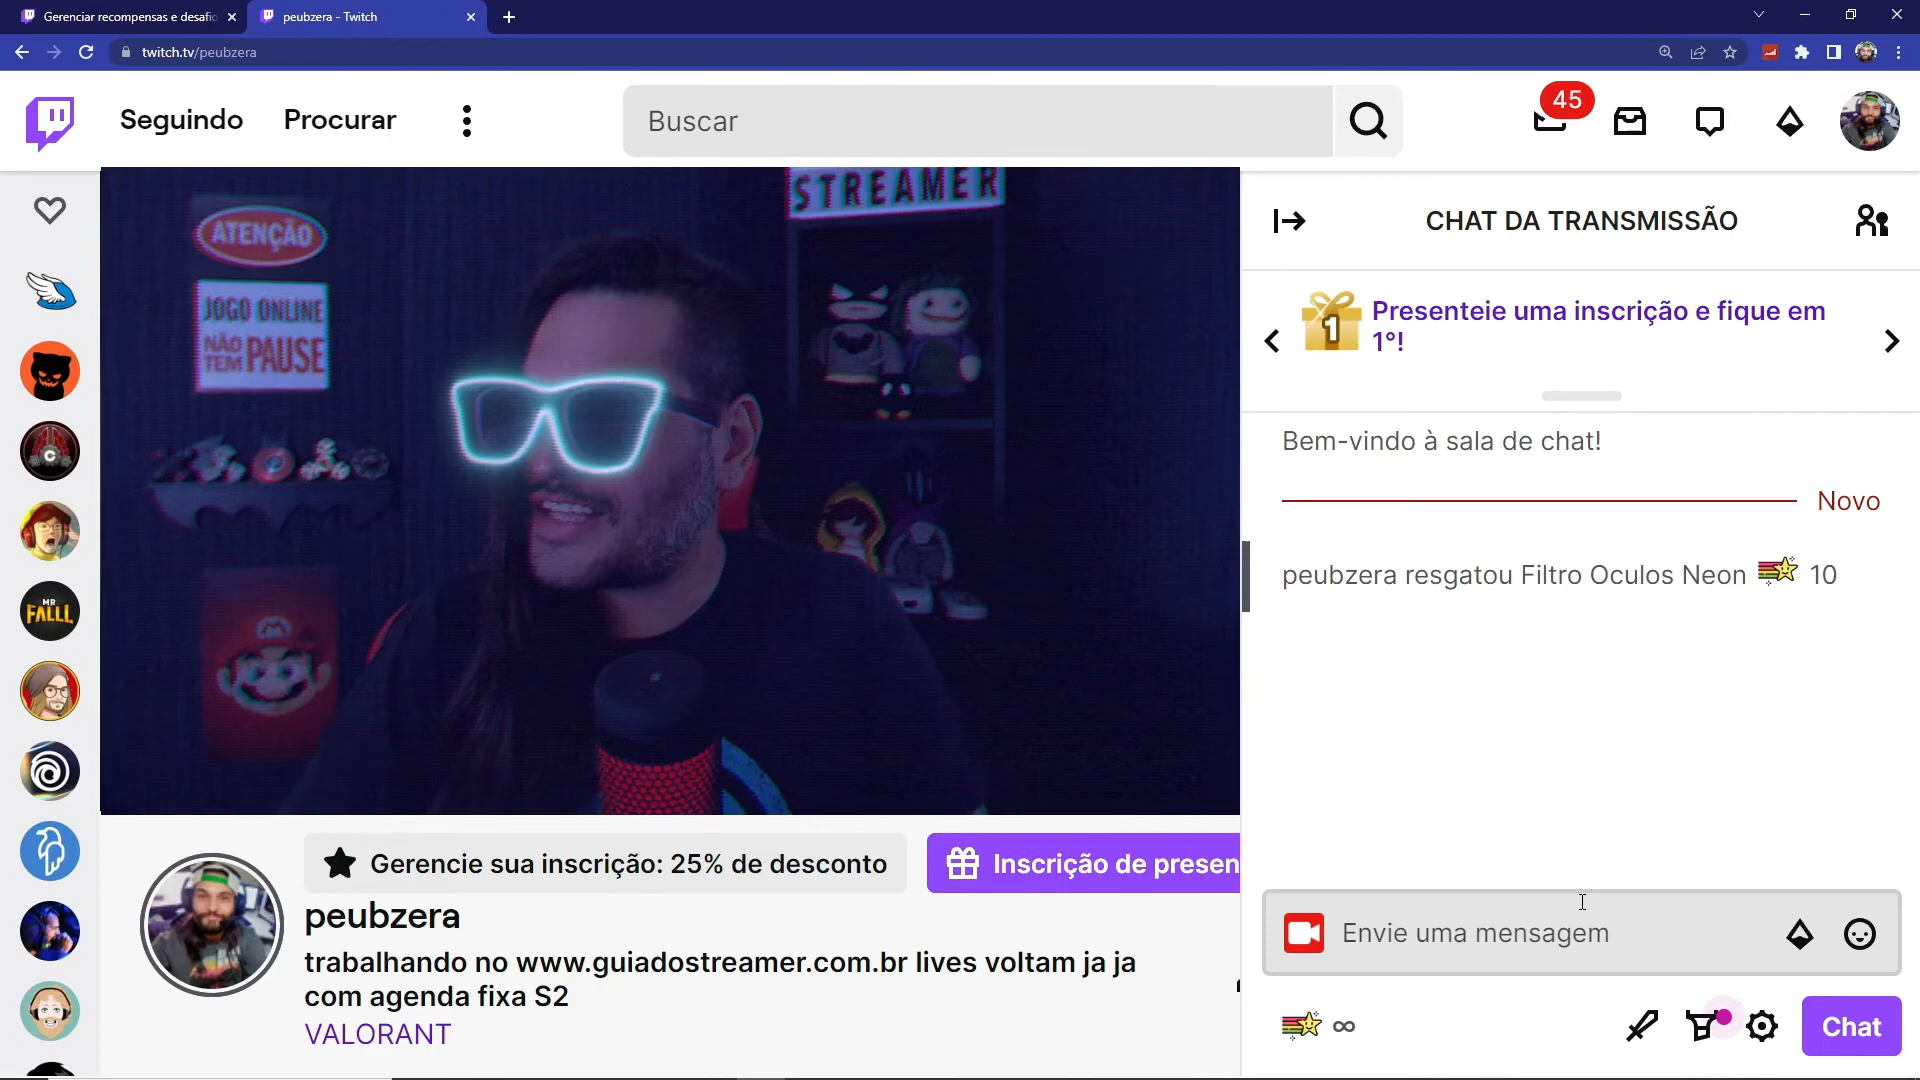 Gerenciar recompensas e desafio
peubzera - Twitch
twitch.tv/peubzera
Seguindo
Procurar
Buscar
45
STREAMER
ATENÇÃO
JOGO ONLINE
NÃO
TEM PAUSE
CHAT DA TRANSMISSÃO
1
Presenteie uma inscrição e fique em
1º!
Bem-vindo à sala de chat!
Novo
peubzera resgatou Filtro Oculos Neon 10
C
MR
FALLL
Gerencie sua inscrição: 25% de desconto
Inscrição de presen
peubzera
trabalhando no www.guiadostreamer.com.br lives voltam ja ja
com agenda fixa S2
VALORANT
Envie uma mensagem
∞
Chat